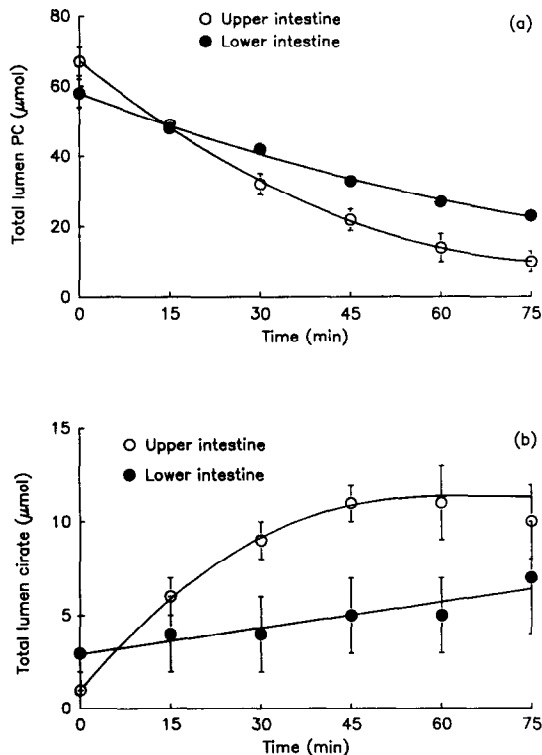 (a)
Upper intestine
Lower intestine
Total lumen PC (μmol)
80
60
40
20
0
0 15 30 45 60 75
Time (min)
(b)
Upper intestine
Lower intestine
Total lumen cirate (μmol)
15
10
5
0
0 15 30 45 60 75
Time (min)